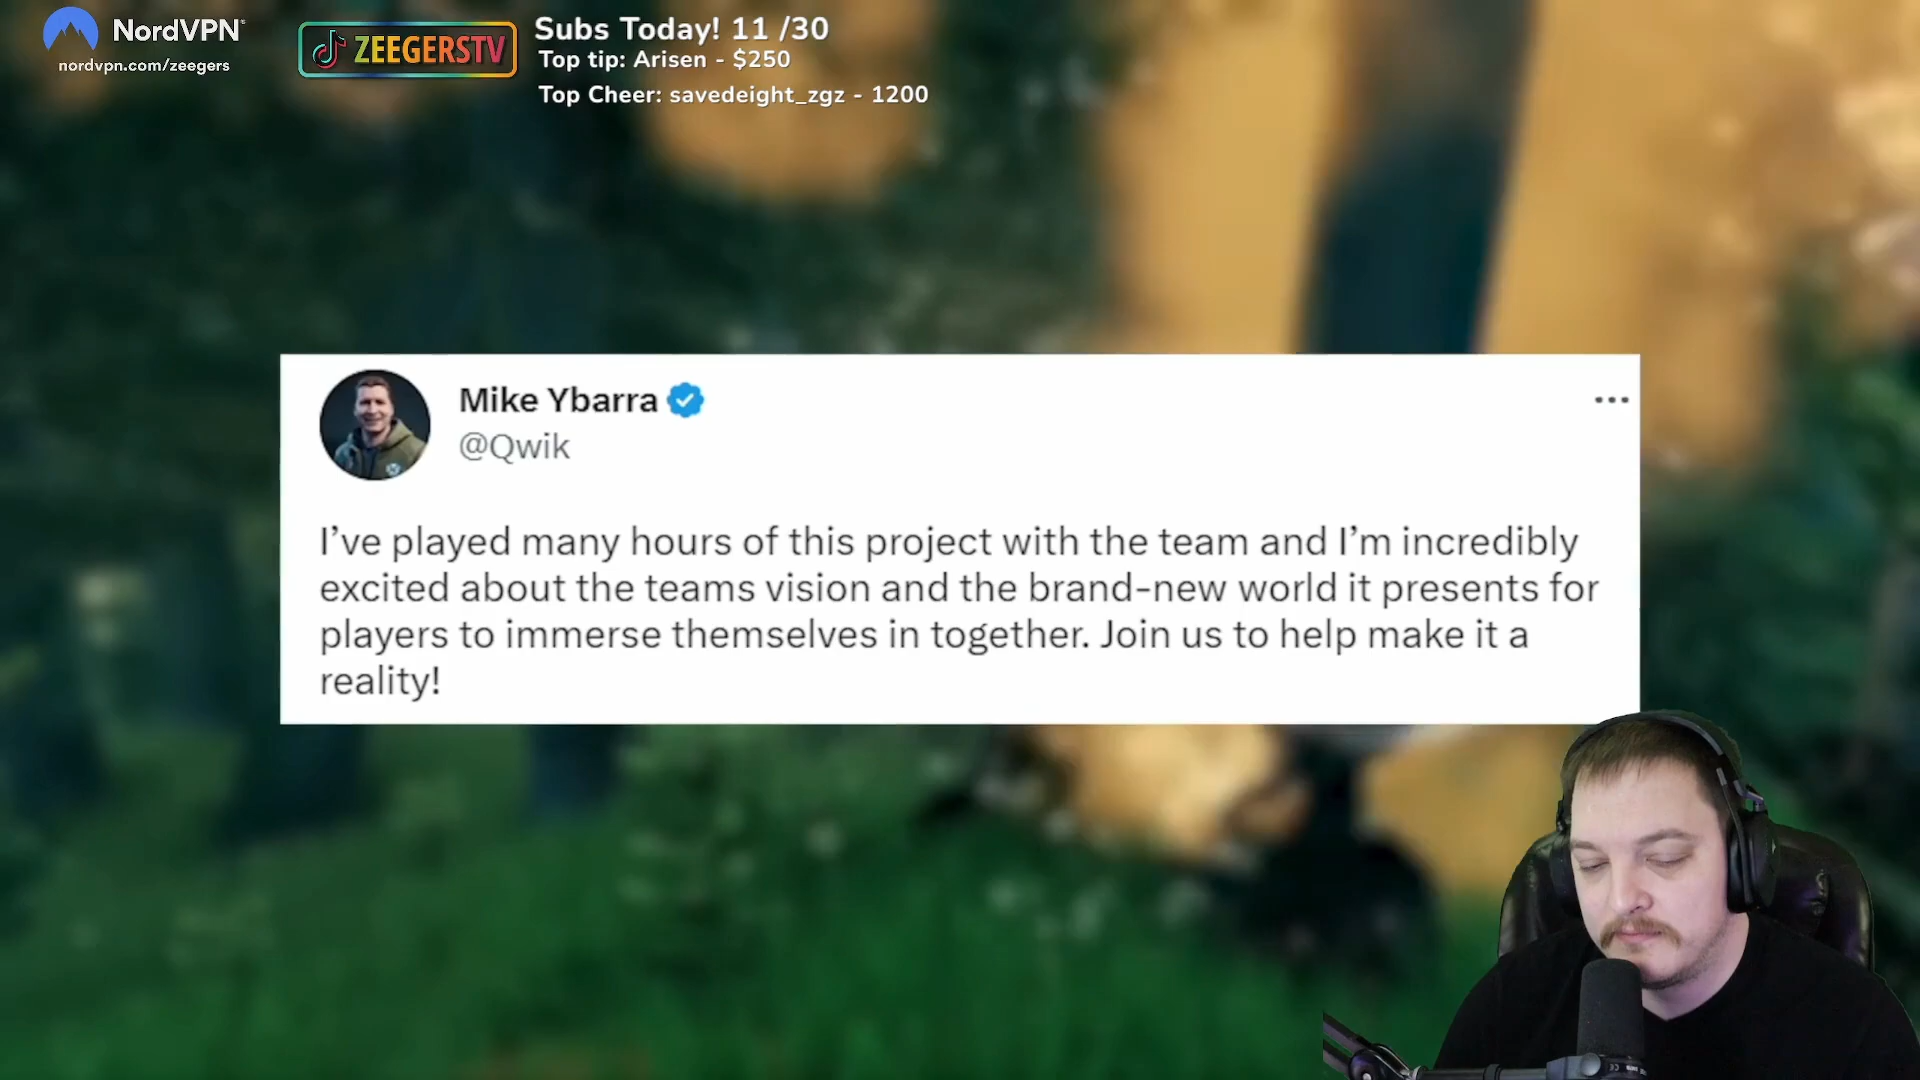 NordVPN
nordvpn.com/zeegers
ZEEGERSTV
Subs Today! 11 /30
Top tip: Arisen - $250
Top Cheer: savedeight_zgz - 1200
Mike Ybarra
@Qwik
I’ve played many hours of this project with the team and I’m incredibly
excited about the teams vision and the brand-new world it presents for
players to immerse themselves in together. Join us to help make it a
reality!